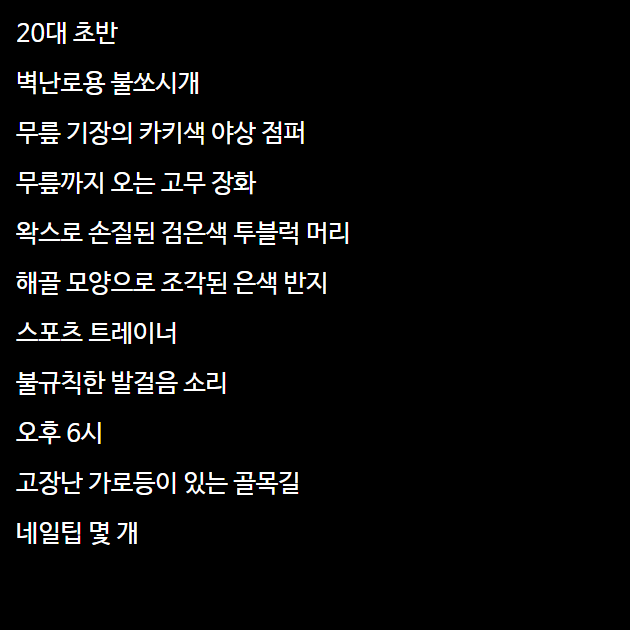 20대 초반
벽난로용 불쏘시개
무릎 기장의 카키색 야상 점퍼
무릎까지 오는 고무 장화
왁스로 손질된 검은색 투블럭 머리
해골 모양으로 조각된 은색 반지
스포츠 트레이너
불규칙한 발걸음 소리
오후 6시
고장난 가로등이 있는 골목길
네일팁 몇 개